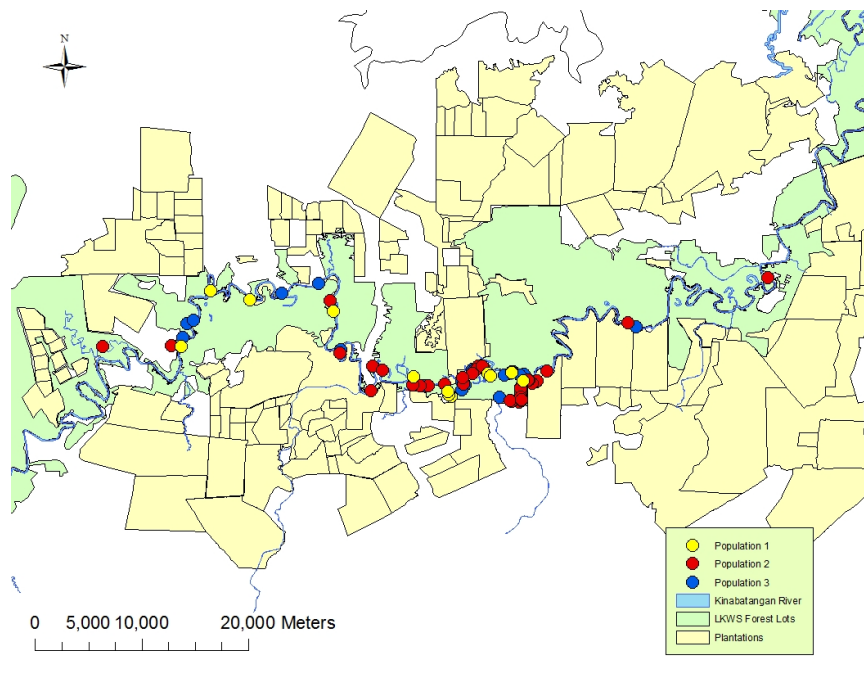 N
Population 1
Population 2
Population 3
Kinabatangan River
LKWS Forest Lots
Plantations
0 5,000 10,000 20,000 Meters